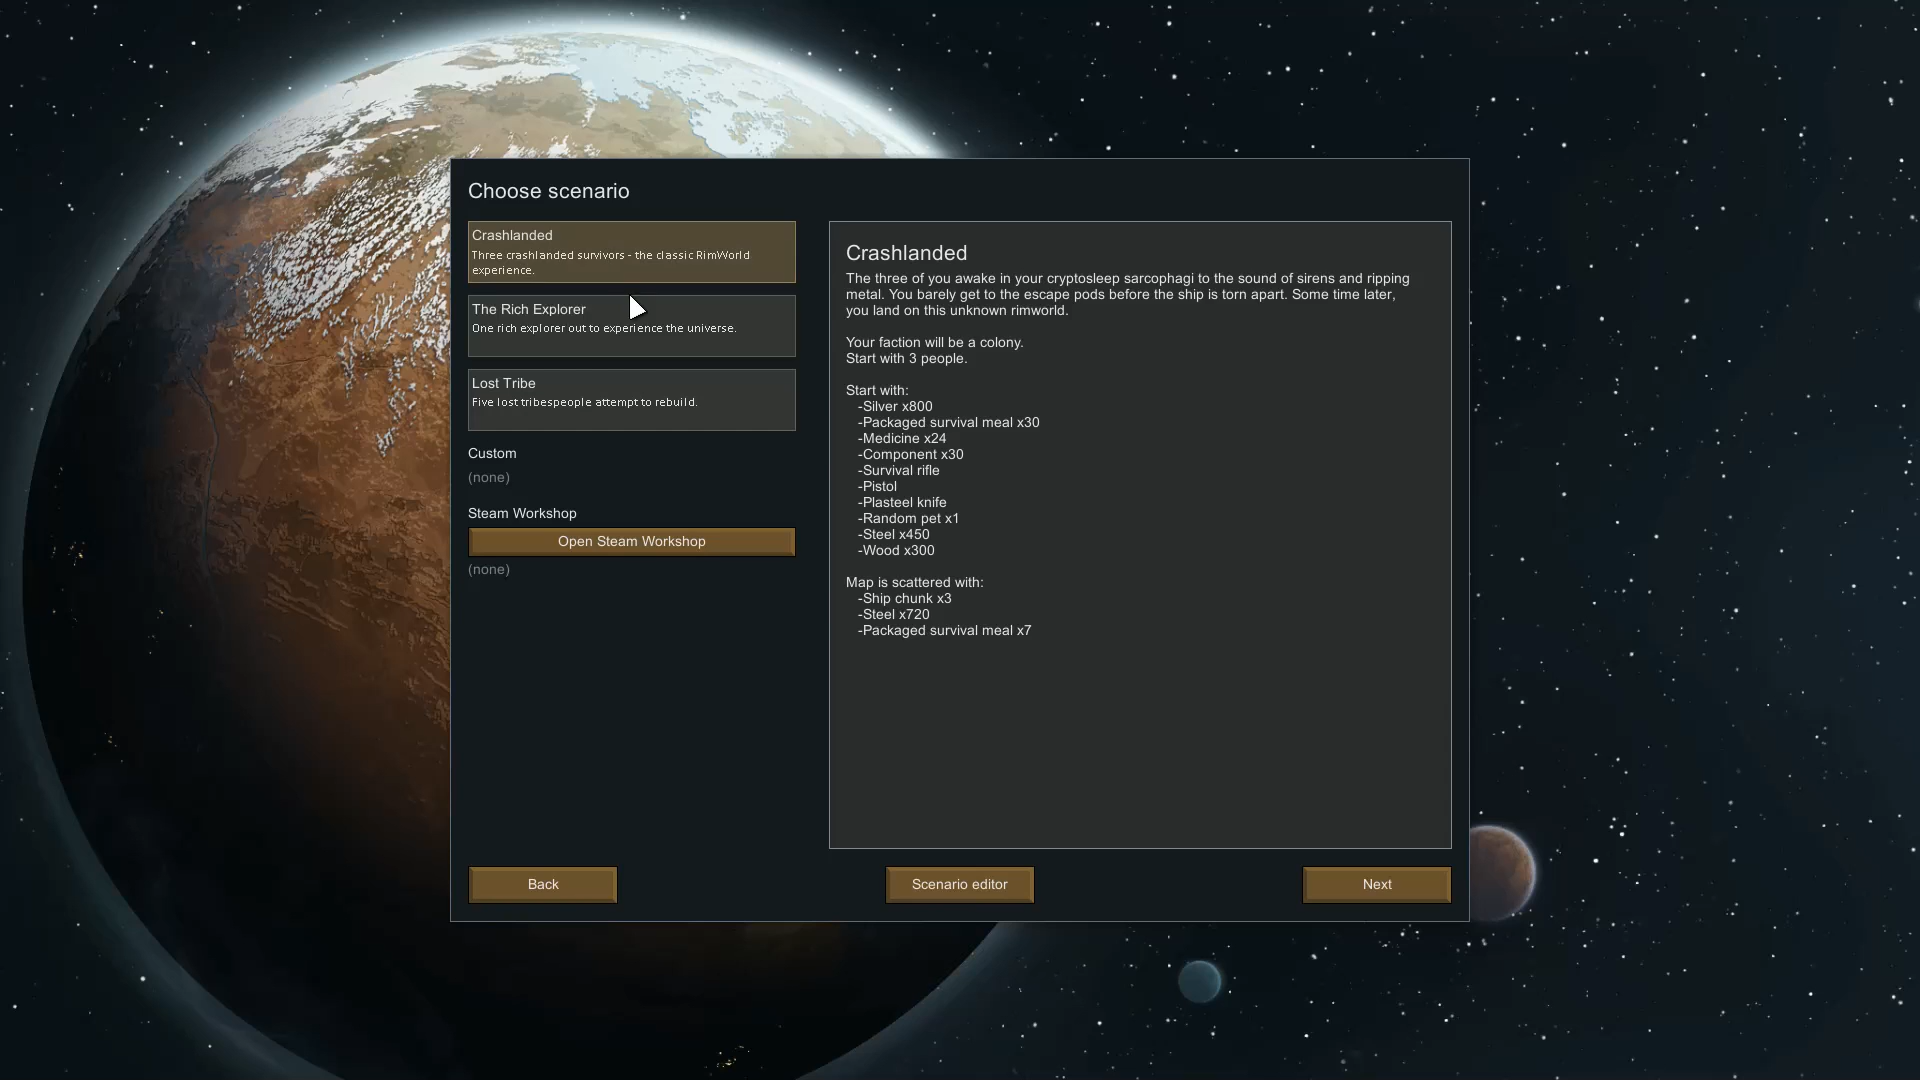 Choose scenario
Crashlanded
Three crashlanded survivors - the classic RimWorld
experience.
The Rich Explorer
One rich explorer out to experience the universe.
Lost Tribe
Five lost tribespeople attempt to rebuild.
Custom
(none)
Steam Workshop
Open Steam Workshop
(none)
Crashlanded
The three of you awake in your cryptosleep sarcophagi to the sound of sirens and ripping
metal. You barely get to the escape pods before the ship is torn apart. Some time later,
you land on this unknown rimworld.
Your faction will be a colony.
Start with 3 people.
Start with:
-Silver x800
-Packaged survival meal x30
-Medicine x24
-Component x30
-Survival rifle
-Pistol
-Plasteel knife
-Random pet x1
-Steel x450
-Wood x300
Map is scattered with:
-Ship chunk x3
-Steel x720
-Packaged survival meal x7
Back
Scenario editor
Next